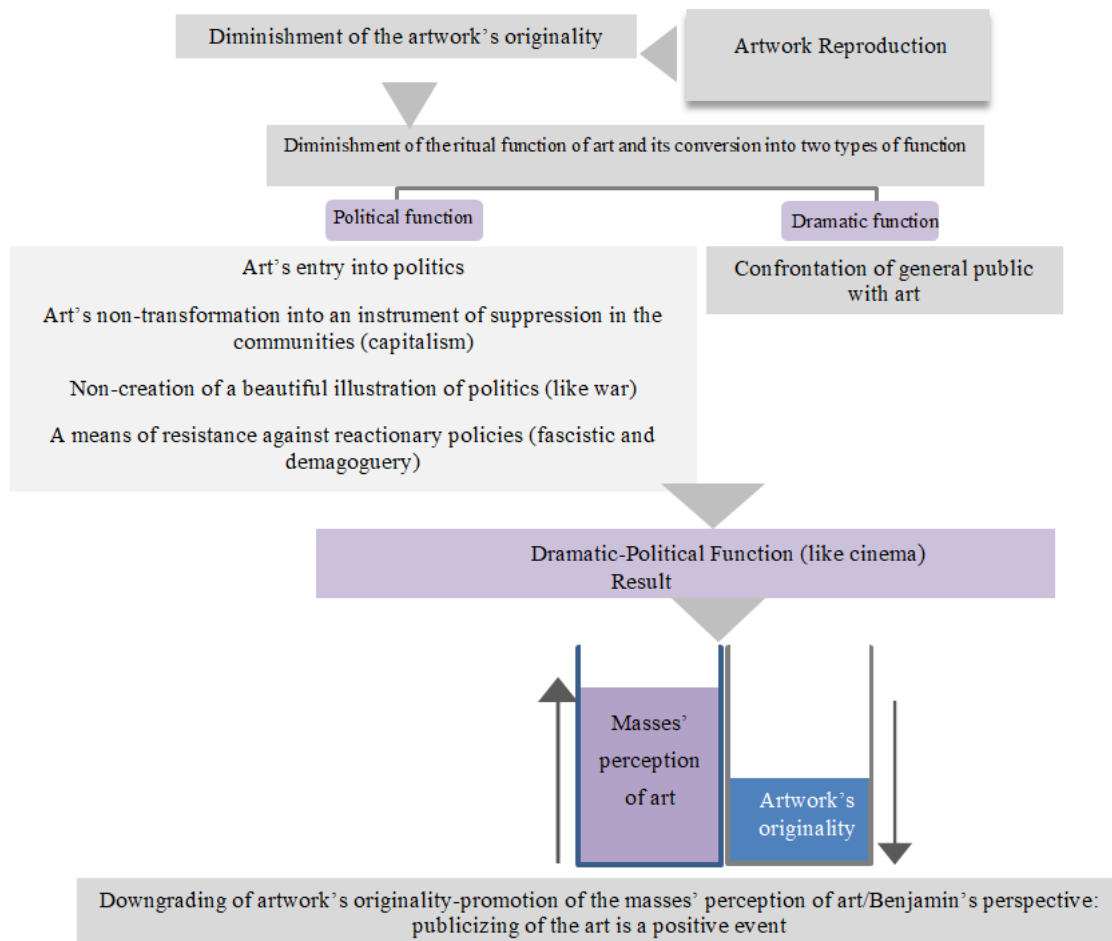 Diminishment of the artwork’s originality
Artwork Reproduction
Diminishment of the ritual function of art and its conversion into two types of function
Political function
Dramatic function
Art’s entry into politics
Art’s non-transformation into an instrument of suppression in the
communities (capitalism)
Non-creation of a beautiful illustration of politics (like war)
A means of resistance against reactionary policies (fascistic and
demagoguery)
Confrontation of general public
with art
Dramatic-Political Function (like cinema)
Result
Masses’
perception
of art
Artwork’s
originality
Downgrading of artwork’s originality-promotion of the masses’ perception of art/Benjamin’s perspective:
publicizing of the art is a positive event